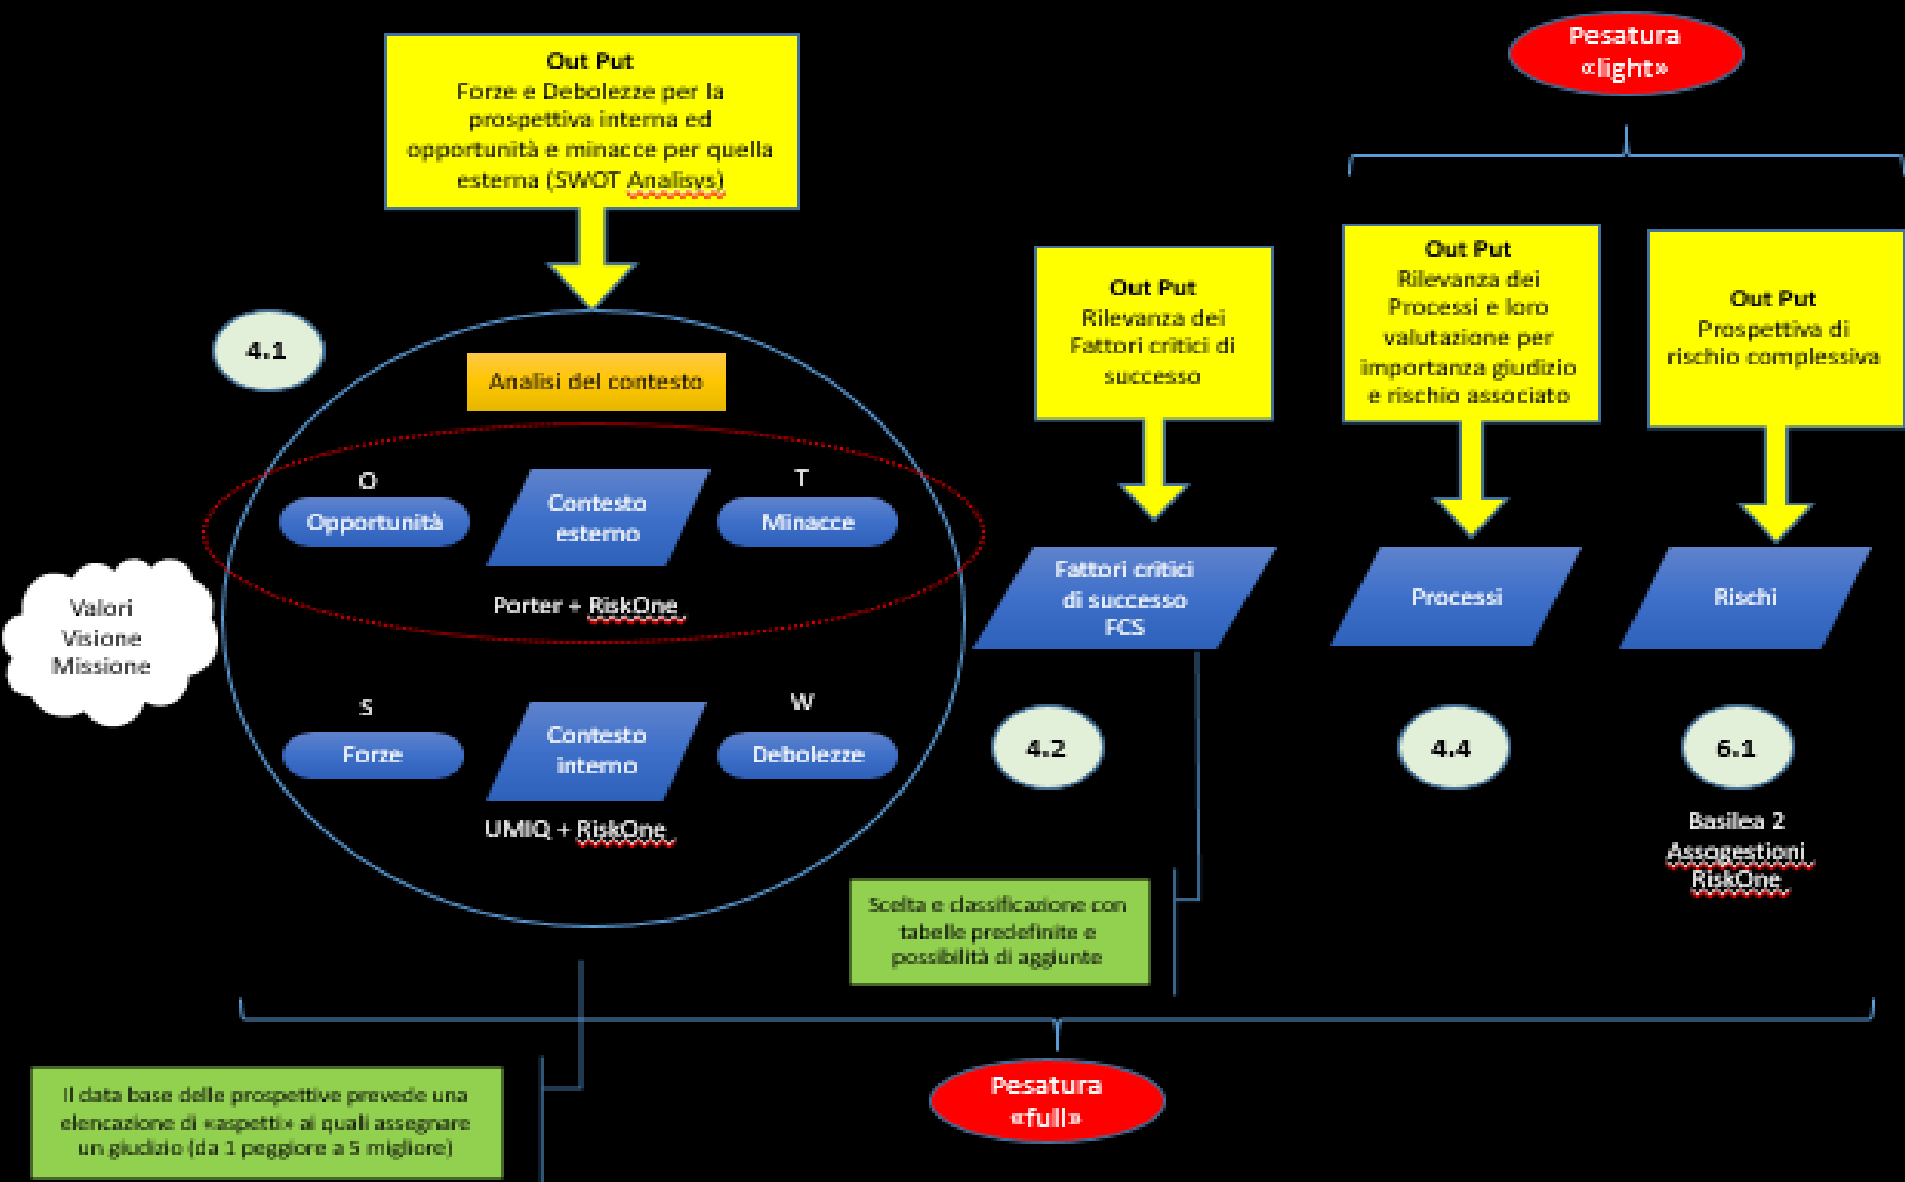 Out Put
Forze e Debolezze per la
prospettiva interna ed
opportunità e minacce per quella
esterna (SWOT Analisys)
Pesatura
«light»
Out Put
Rilevanza dei
Fattori critici di
successo
Out Put
Rilevanza dei
Processi e loro
valutazione per
importanza giudizio
e rischio associato
Out Put
Prospettiva di
rischio complessiva
4.1
Analisi del contesto
O
Opportunità
Contesto
esterno
T
Minacce
Porter + RiskOne
Valori
Visione
Missione
S
Forze
Contesto
interno
W
Debolezze
UMIQ + RiskOne
Fattori critici
di successo
FCS
Processi
Rischi
4.2
4.4
6.1
Basilea 2
Assogestioni
RiskOne
Scelta e classificazione con
tabelle predefinite e
possibilità di aggiunte
Pesatura
«full»
Il data base delle prospettive prevede una
elencazione di «aspetti» ai quali assegnare
un giudizio (da 1 peggiore a 5 migliore)